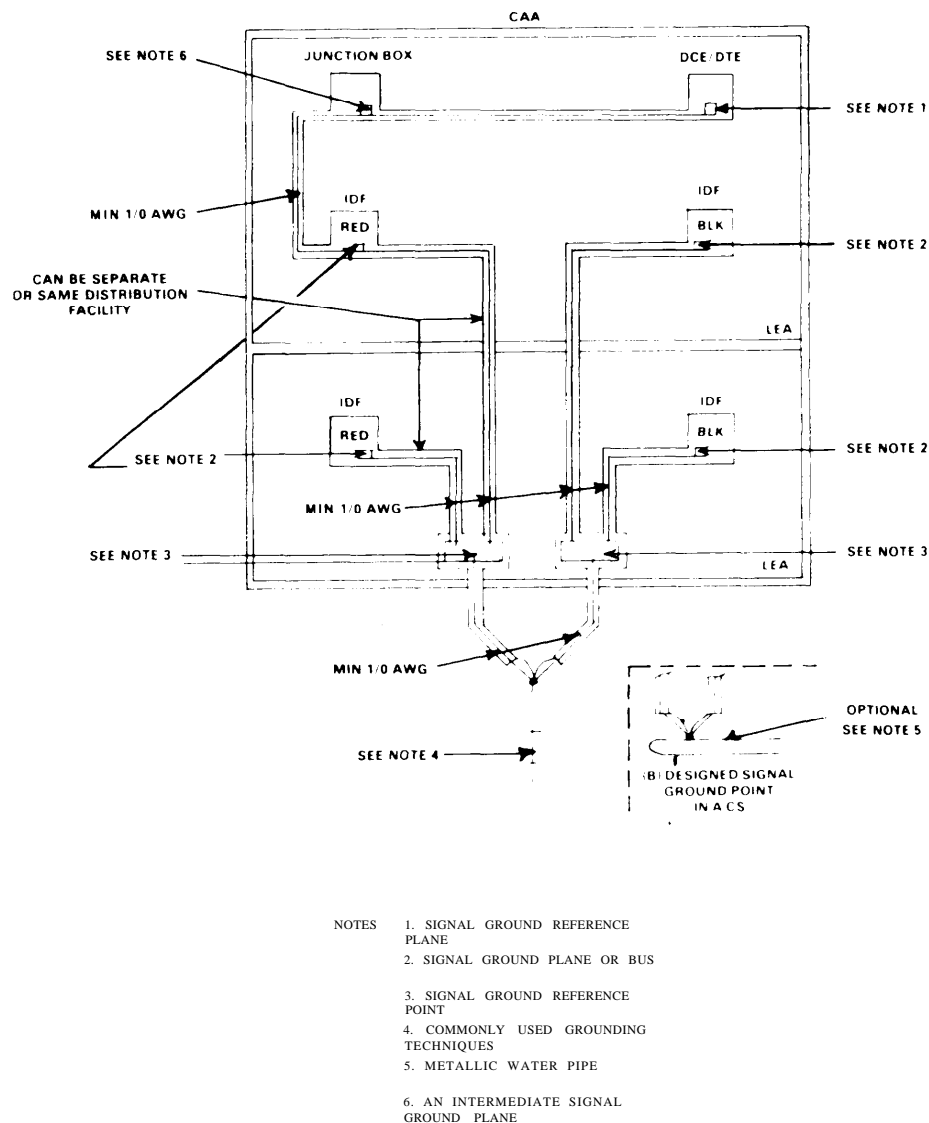 CAA
SEE NOTE 6
JUNCTION BOX
DCE/DTE
SEE NOTE 1
MIN 1/0 AWG
IDF
RED
IDF
BLK
SEE NOTE 2
CAN BE SEPARATE
OR SAME DISTRIBUTION
FACILITY
LEA
IDF
RED
IDF
BLK
SEE NOTE 2
SEE NOTE 2
MIN 1/0 AWG
SEE NOTE 3
SEE NOTE 3
LEA
MIN 1/0 AWG
OPTIONAL
SEE NOTE 5
SEE NOTE 4
(B) DESIGNED SIGNAL
GROUND POINT
IN A CS
NOTES 1. SIGNAL GROUND REFERENCE
PLANE
2. SIGNAL GROUND PLANE OR BUS
3. SIGNAL GROUND REFERENCE
POINT
4. COMMONLY USED GROUNDING
TECHNIQUES
5. METALLIC WATER PIPE
6. AN INTERMEDIATE SIGNAL
GROUND PLANE